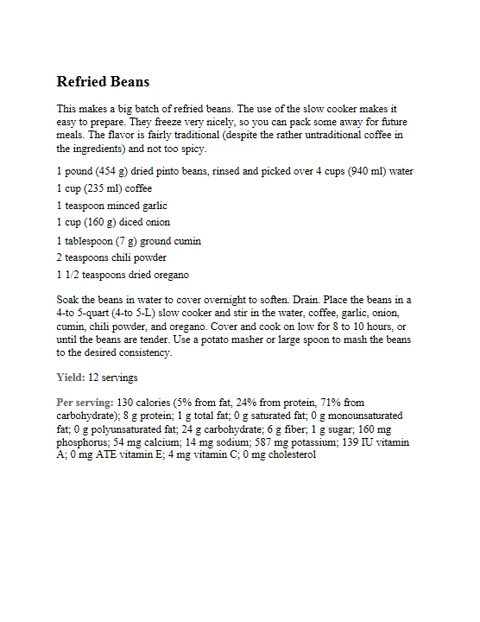 Refried Beans
This makes a big batch of refried beans. The use of the slow cooker makes it
easy to prepare. They freeze very nicely, so you can pack some away for future
meals. The flavor is fairly traditional (despite the rather untraditional coffee in
the ingredients) and not too spicy.
1 pound (454 g) dried pinto beans, rinsed and picked over 4 cups (940 ml) water
1 cup (235 ml) coffee
1 teaspoon minced garlic
1 cup (160 g) diced onion
1 tablespoon (7 g) ground cumin
2 teaspoons chili powder
1 1/2 teaspoons dried oregano
Soak the beans in water to cover overnight to soften. Drain. Place the beans in a
4-to 5-quart (4-to 5-L) slow cooker and stir in the water, coffee, garlic, onion,
cumin, chili powder, and oregano. Cover and cook on low for 8 to 10 hours, or
until the beans are tender. Use a potato masher or large spoon to mash the beans
to the desired consistency.
Yield: 12 servings
Per serving: 130 calories (5% from fat, 24% from protein, 71% from
carbohydrate); 8 g protein; 1 g total fat; 0 g saturated fat; 0 g monounsaturated
fat; 0 g polyunsaturated fat; 24 g carbohydrate; 6 g fiber; 1 g sugar; 160 mg
phosphorus; 54 mg calcium; 14 mg sodium; 587 mg potassium; 139 IU vitamin
A; 0 mg ATE vitamin E; 4 mg vitamin C; 0 mg cholesterol